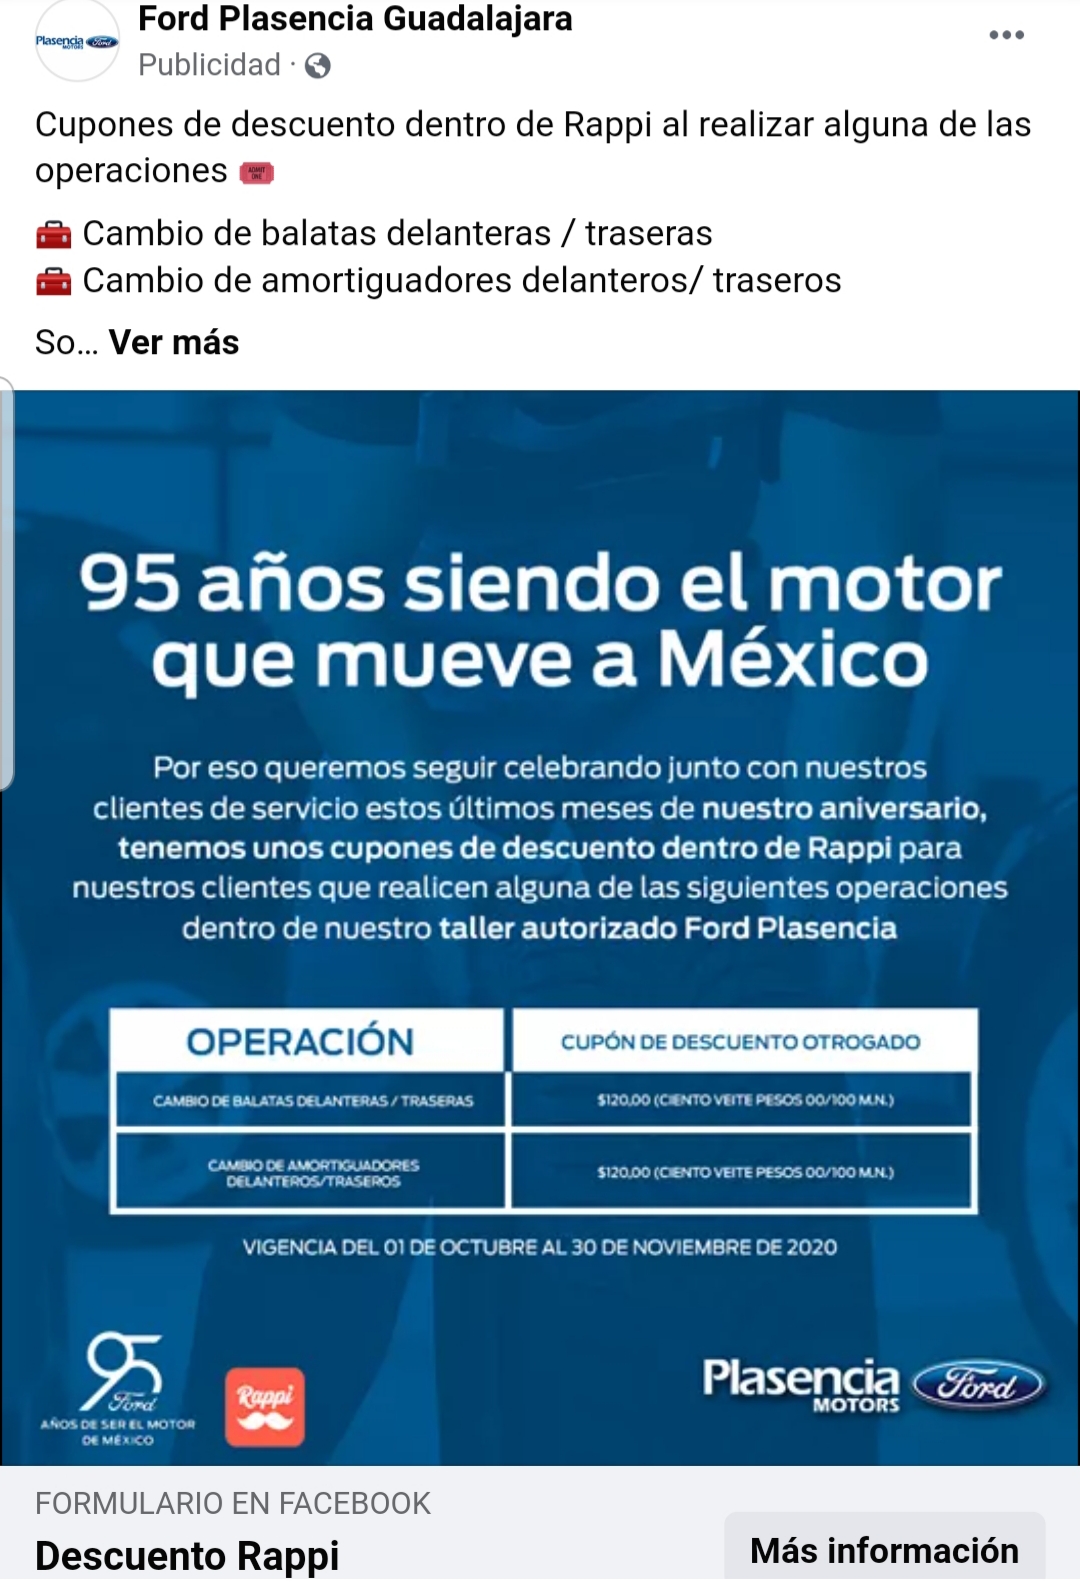 Plasencia
MOTORS
Ford
Ford Plasencia Guadalajara
Publicidad ·
Cupones de descuento dentro de Rappi al realizar alguna de las
operaciones
ADMIT
ONE
Cambio de balatas delanteras / traseras
Cambio de amortiguadores delanteros/ traseros
So... Ver más
95 años siendo el motor
que mueve a México
Por eso queremos seguir celebrando junto con nuestros
clientes de servicio estos últimos meses de nuestro aniversario,
tenemos unos cupones de descuento dentro de Rappi para
nuestros clientes que realicen alguna de las siguientes operaciones
dentro de nuestro taller autorizado Ford Plasencia
OPERACIÓN
CUPÓN DE DESCUENTO OTROGADO
CAMBIO DE BALATAS DELANTERAS / TRASERAS
$120.00 (CIENTO VEITE PESOS 00/100 M.N.)
CAMBIO DE AMORTIGUADORES
DELANTEROS/TRASEROS
$120.00 (CIENTO VEITE PESOS 00/100 M.N.)
VIGENCIA DEL 01 DE OCTUBRE AL 30 DE NOVIEMBRE DE 2020
95
Ford
AÑOS DE SER EL MOTOR
DE MÉXICO
Rappi
Plasencia
MOTORS
Ford
FORMULARIO EN FACEBOOK
Descuento Rappi
Más información